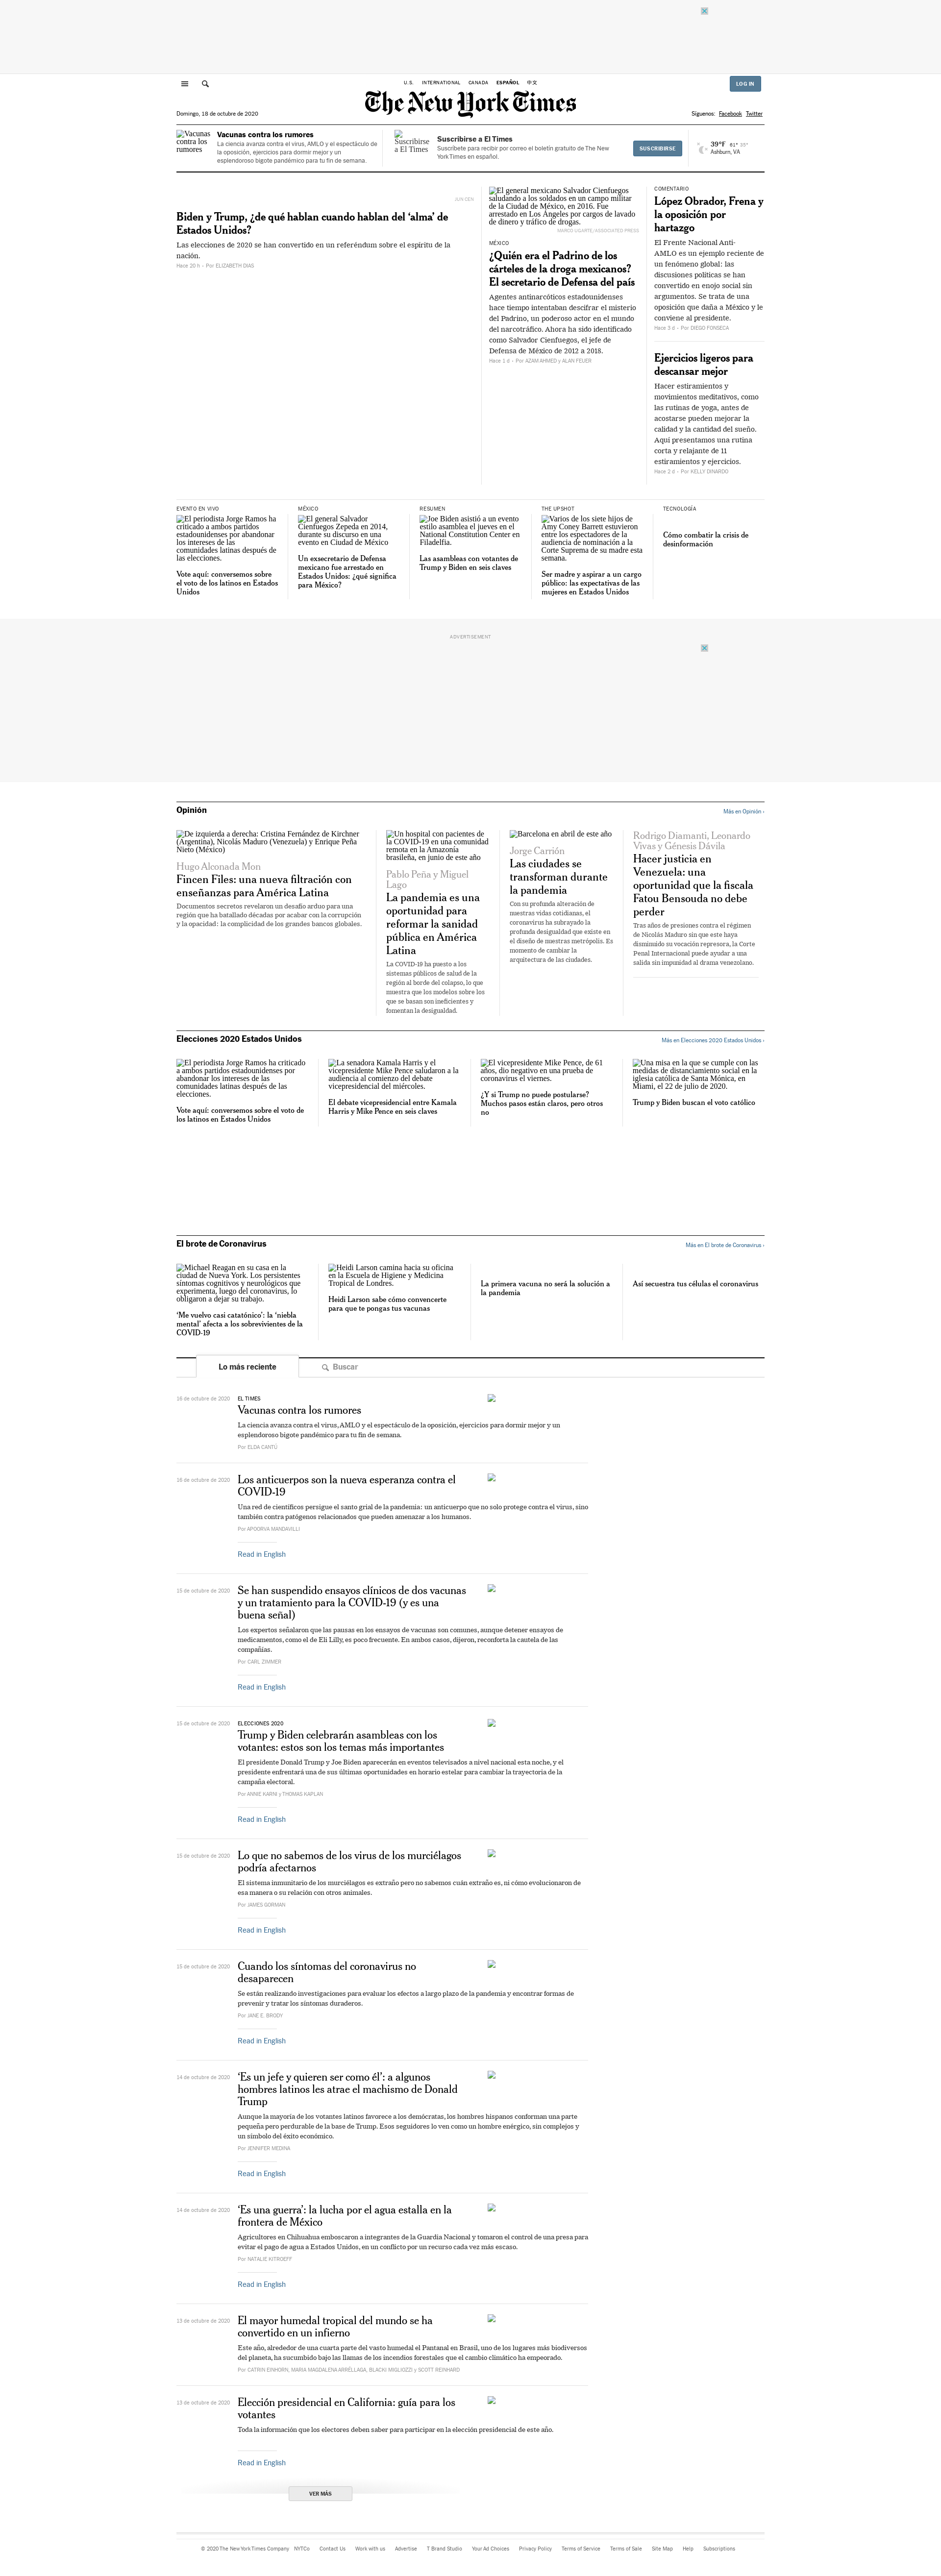 U.S. INTERNATIONAL CANADA ESPAÑOL 中文
LOG IN
The New York Times
Domingo, 18 de octubre de 2020
Síguenos: Facebook Twitter
Vacunas contra los rumores
Vacunas contra los rumores
La ciencia avanza contra el virus, AMLO y el espectáculo de
la oposición, ejercicios para dormir mejor y un
esplendoroso bigote pandémico para tu fin de semana.
Suscribirse a El Times
Suscribirse a El Times
Suscríbete para recibir por correo el boletín gratuito de The New
York Times en español.
SUSCRIBIRSE
39°F 61° 39°
Ashburn, VA
JUN CEN
Biden y Trump, ¿de qué hablan cuando hablan del ‘alma’ de
Estados Unidos?
Las elecciones de 2020 se han convertido en un referéndum sobre el espíritu de la
nación.
Hace 20 h – Por ELIZABETH DIAS
El general mexicano Salvador Cienfuegos
saludando a los soldados en un campo militar
de la Ciudad de México, en 2016. Fue
arrestado en Los Ángeles por cargos de lavado
de dinero y tráfico de drogas.
MARCO UGARTE/ASSOCIATED PRESS
MÉXICO
¿Quién era el Padrino de los
cárteles de la droga mexicanos?
El secretario de Defensa del país
Agentes antinarcóticos estadounidenses
hace tiempo intentaban descifrar el misterio
del Padrino, un poderoso actor en el mundo
del narcotráfico. Ahora ha sido identificado
como Salvador Cienfuegos, el jefe de
Defensa de México de 2012 a 2018.
Hace 1 d – Por AZAM AHMED y ALAN FEUER
COMENTARIO
López Obrador, Frena y
la oposición por
hartazgo
El Frente Nacional Anti-
AMLO es un ejemplo reciente de
un fenómeno global: las
discusiones políticas se han
convertido en enojo social sin
argumentos. Se trata de una
oposición que daña a México y le
conviene al presidente.
Hace 3 d – Por DIEGO FONSECA
Ejercicios ligeros para
descansar mejor
Hacer estiramientos y
movimientos meditativos, como
las rutinas de yoga, antes de
acostarse pueden mejorar la
calidad y la cantidad del sueño.
Aquí presentamos una rutina
corta y relajante de 11
estiramientos y ejercicios.
Hace 2 d – Por KELLY DINARDO
EVENTO EN VIVO
El periodista Jorge Ramos ha
criticado a ambos partidos
estadounidenses por abandonar
los intereses de las
comunidades latinas después de
las elecciones.
Vote aquí: conversemos sobre
el voto de los latinos en Estados
Unidos
MÉXICO
El general Salvador
Cienfuegos Zepeda en 2014,
durante su discurso en una
evento en Ciudad de México
Un exsecretario de Defensa
mexicano fue arrestado en
Estados Unidos: ¿qué significa
para México?
RESUMEN
Joe Biden asistió a un evento
estilo asamblea el jueves en el
National Constitution Center en
Filadelfia.
Las asambleas con votantes de
Trump y Biden en seis claves
THE UPSHOT
Varios de los siete hijos de
Amy Coney Barrett estuvieron
entre los espectadores de la
audiencia de nominación a la
Corte Suprema de su madre esta
semana.
Ser madre y aspirar a un cargo
público: las expectativas de las
mujeres en Estados Unidos
TECNOLOGÍA
Cómo combatir la crisis de
desinformación
ADVERTISEMENT
Opinión
Más en Opinión ›
De izquierda a derecha: Cristina Fernández de Kirchner
(Argentina), Nicolás Maduro (Venezuela) y Enrique Peña
Nieto (México)
Hugo Alconada Mon
Fincen Files: una nueva filtración con
enseñanzas para América Latina
Documentos secretos revelaron un desafío arduo para una
región que ha batallado décadas por acabar con la corrupción
y la opacidad: la complicidad de los grandes bancos globales.
Un hospital con pacientes de
la COVID-19 en una comunidad
remota en la Amazonia
brasileña, en junio de este año
Pablo Peña y Miguel
Lago
La pandemia es una
oportunidad para
reformar la sanidad
pública en América
Latina
La COVID-19 ha puesto a los
sistemas públicos de salud de la
región al borde del colapso, lo que
muestra que los modelos sobre los
que se basan son ineficientes y
fomentan la desigualdad.
Barcelona en abril de este año
Jorge Carrión
Las ciudades se
transforman durante
la pandemia
Con su profunda alteración de
nuestras vidas cotidianas, el
coronavirus ha subrayado la
profunda desigualdad que existe en
el diseño de nuestras metrópolis. Es
momento de cambiar la
arquitectura de las ciudades.
Rodrigo Diamanti, Leonardo
Vivas y Génesis Dávila
Hacer justicia en
Venezuela: una
oportunidad que la fiscala
Fatou Bensouda no debe
perder
Tras años de presiones contra el régimen
de Nicolás Maduro sin que este haya
disminuido su vocación represora, la Corte
Penal Internacional puede ayudar a una
salida sin impunidad al drama venezolano.
Elecciones 2020 Estados Unidos
Más en Elecciones 2020 Estados Unidos ›
El periodista Jorge Ramos ha criticado
a ambos partidos estadounidenses por
abandonar los intereses de las
comunidades latinas después de las
elecciones.
Vote aquí: conversemos sobre el voto de
los latinos en Estados Unidos
La senadora Kamala Harris y el
vicepresidente Mike Pence saludaron a la
audiencia al comienzo del debate
vicepresidencial del miércoles.
El debate vicepresidencial entre Kamala
Harris y Mike Pence en seis claves
El vicepresidente Mike Pence, de 61
años, dio negativo en una prueba de
coronavirus el viernes.
¿Y si Trump no puede postularse?
Muchos pasos están claros, pero otros
no
Una misa en la que se cumple con las
medidas de distanciamiento social en la
iglesia católica de Santa Mónica, en
Miami, el 22 de julio de 2020.
Trump y Biden buscan el voto católico
El brote de Coronavirus
Más en El brote de Coronavirus ›
Michael Reagan en su casa en la
ciudad de Nueva York. Los persistentes
síntomas cognitivos y neurológicos que
experimenta, luego del coronavirus, lo
obligaron a dejar su trabajo.
‘Me vuelvo casi catatónico’: la ‘niebla
mental’ afecta a los sobrevivientes de la
COVID-19
Heidi Larson camina hacia su oficina
en la Escuela de Higiene y Medicina
Tropical de Londres.
Heidi Larson sabe cómo convencerte
para que te pongas tus vacunas
La primera vacuna no será la solución a
la pandemia
Así secuestra tus células el coronavirus
Lo más reciente
Buscar
16 de octubre de 2020
EL TIMES
Vacunas contra los rumores
La ciencia avanza contra el virus, AMLO y el espectáculo de la oposición, ejercicios para dormir mejor y un
esplendoroso bigote pandémico para tu fin de semana.
Por ELDA CANTÚ
16 de octubre de 2020
Los anticuerpos son la nueva esperanza contra el
COVID-19
Una red de científicos persigue el santo grial de la pandemia: un anticuerpo que no solo protege contra el virus, sino
también contra patógenos relacionados que pueden amenazar a los humanos.
Por APOORVA MANDAVILLI
Read in English
15 de octubre de 2020
Se han suspendido ensayos clínicos de dos vacunas
y un tratamiento para la COVID-19 (y es una
buena señal)
Los expertos señalaron que las pausas en los ensayos de vacunas son comunes, aunque detener ensayos de
medicamentos, como el de Eli Lilly, es poco frecuente. En ambos casos, dijeron, reconforta la cautela de las
compañías.
Por CARL ZIMMER
Read in English
15 de octubre de 2020
ELECCIONES 2020
Trump y Biden celebrarán asambleas con los
votantes: estos son los temas más importantes
El presidente Donald Trump y Joe Biden aparecerán en eventos televisados a nivel nacional esta noche, y el
presidente enfrentará una de sus últimas oportunidades en horario estelar para cambiar la trayectoria de la
campaña electoral.
Por ANNIE KARNI y THOMAS KAPLAN
Read in English
15 de octubre de 2020
Lo que no sabemos de los virus de los murciélagos
podría afectarnos
El sistema inmunitario de los murciélagos es extraño pero no sabemos cuán extraño es, ni cómo evolucionaron de
esa manera o su relación con otros animales.
Por JAMES GORMAN
Read in English
15 de octubre de 2020
Cuando los síntomas del coronavirus no
desaparecen
Se están realizando investigaciones para evaluar los efectos a largo plazo de la pandemia y encontrar formas de
prevenir y tratar los síntomas duraderos.
Por JANE E. BRODY
Read in English
14 de octubre de 2020
‘Es un jefe y quieren ser como él’: a algunos
hombres latinos les atrae el machismo de Donald
Trump
Aunque la mayoría de los votantes latinos favorece a los demócratas, los hombres hispanos conforman una parte
pequeña pero perdurable de la base de Trump. Esos seguidores lo ven como un hombre enérgico, sin complejos y
un símbolo del éxito económico.
Por JENNIFER MEDINA
Read in English
14 de octubre de 2020
‘Es una guerra’: la lucha por el agua estalla en la
frontera de México
Agricultores en Chihuahua emboscaron a integrantes de la Guardia Nacional y tomaron el control de una presa para
evitar el pago de agua a Estados Unidos, en un conflicto por un recurso cada vez más escaso.
Por NATALIE KITROEFF
Read in English
13 de octubre de 2020
El mayor humedal tropical del mundo se ha
convertido en un infierno
Este año, alrededor de una cuarta parte del vasto humedal el Pantanal en Brasil, uno de los lugares más biodiversos
del planeta, ha sucumbido bajo las llamas de los incendios forestales que el cambio climático ha empeorado.
Por CATRIN EINHORN, MARIA MAGDALENA ARRÉLLAGA, BLACKI MIGLIOZZI y SCOTT REINHARD
13 de octubre de 2020
Elección presidencial en California: guía para los
votantes
Toda la información que los electores deben saber para participar en la elección presidencial de este año.
Read in English
VER MÁS
© 2020 The New York Times Company NYTCo Contact Us Work with us Advertise T Brand Studio Your Ad Choices Privacy Policy Terms of Service Terms of Sale Site Map Help Subscriptions